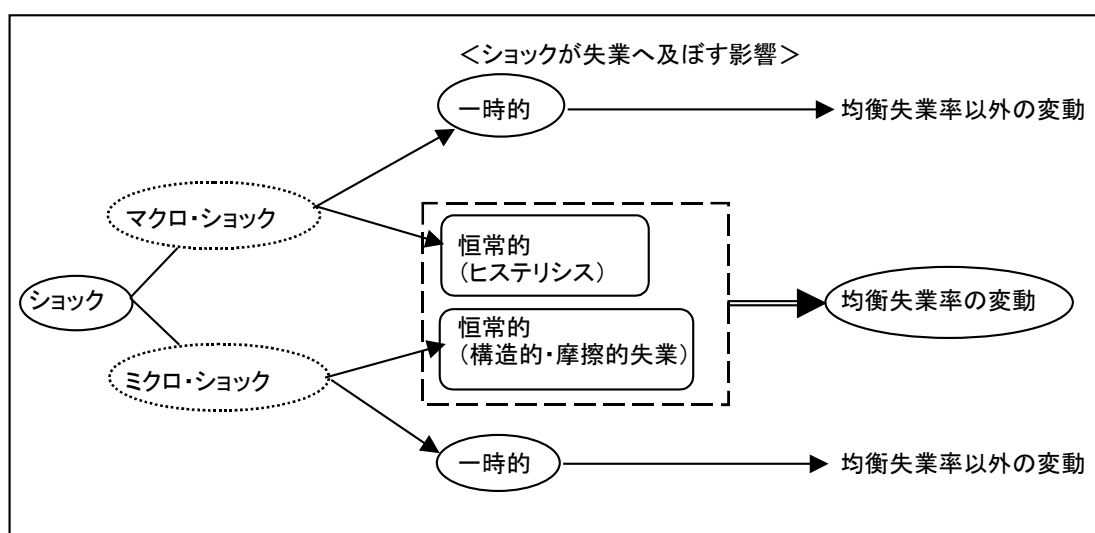 ＜ショックが失業へ及ぼす影響＞
一時的
均衡失業率以外の変動
マクロ・ショック
恒常的
（ヒステリシス）
ショック
均衡失業率の変動
恒常的
（構造的・摩擦的失業）
ミクロ・ショック
一時的
均衡失業率以外の変動